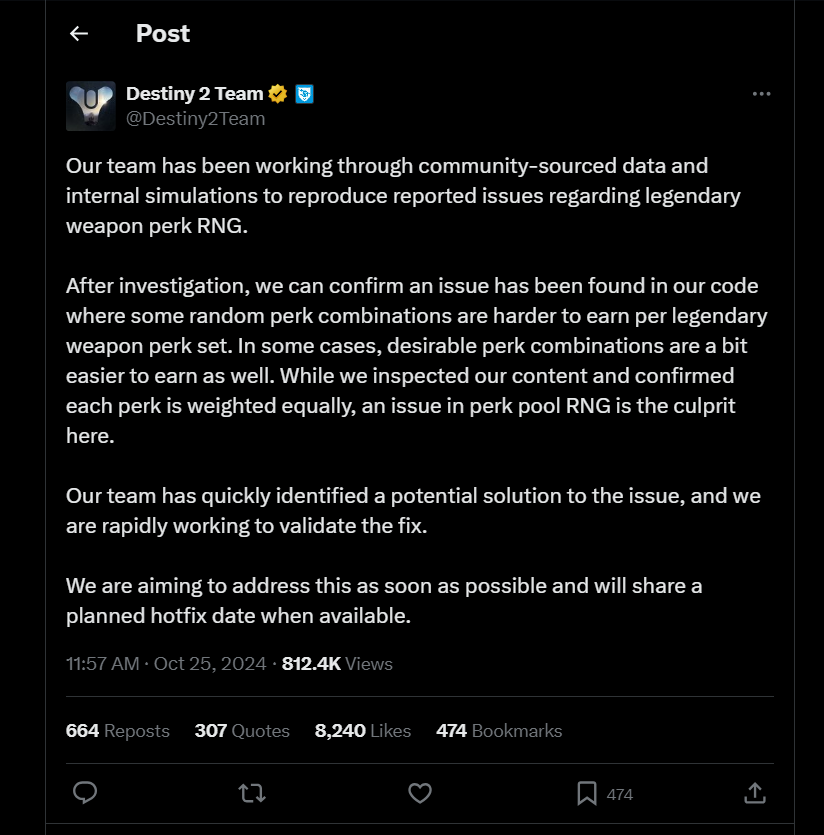 Post
Destiny 2 Team
@Destiny2Team
Our team has been working through community-sourced data and
internal simulations to reproduce reported issues regarding legendary
weapon perk RNG.
After investigation, we can confirm an issue has been found in our code
where some random perk combinations are harder to earn per legendary
weapon perk set. In some cases, desirable perk combinations are a bit
easier to earn as well. While we inspected our content and confirmed
each perk is weighted equally, an issue in perk pool RNG is the culprit
here.
Our team has quickly identified a potential solution to the issue, and we
are rapidly working to validate the fix.
We are aiming to address this as soon as possible and will share a
planned hotfix date when available.
11:57 AM · Oct 25, 2024 · 812.4K Views
664 Reposts 307 Quotes 8,240 Likes 474 Bookmarks
474